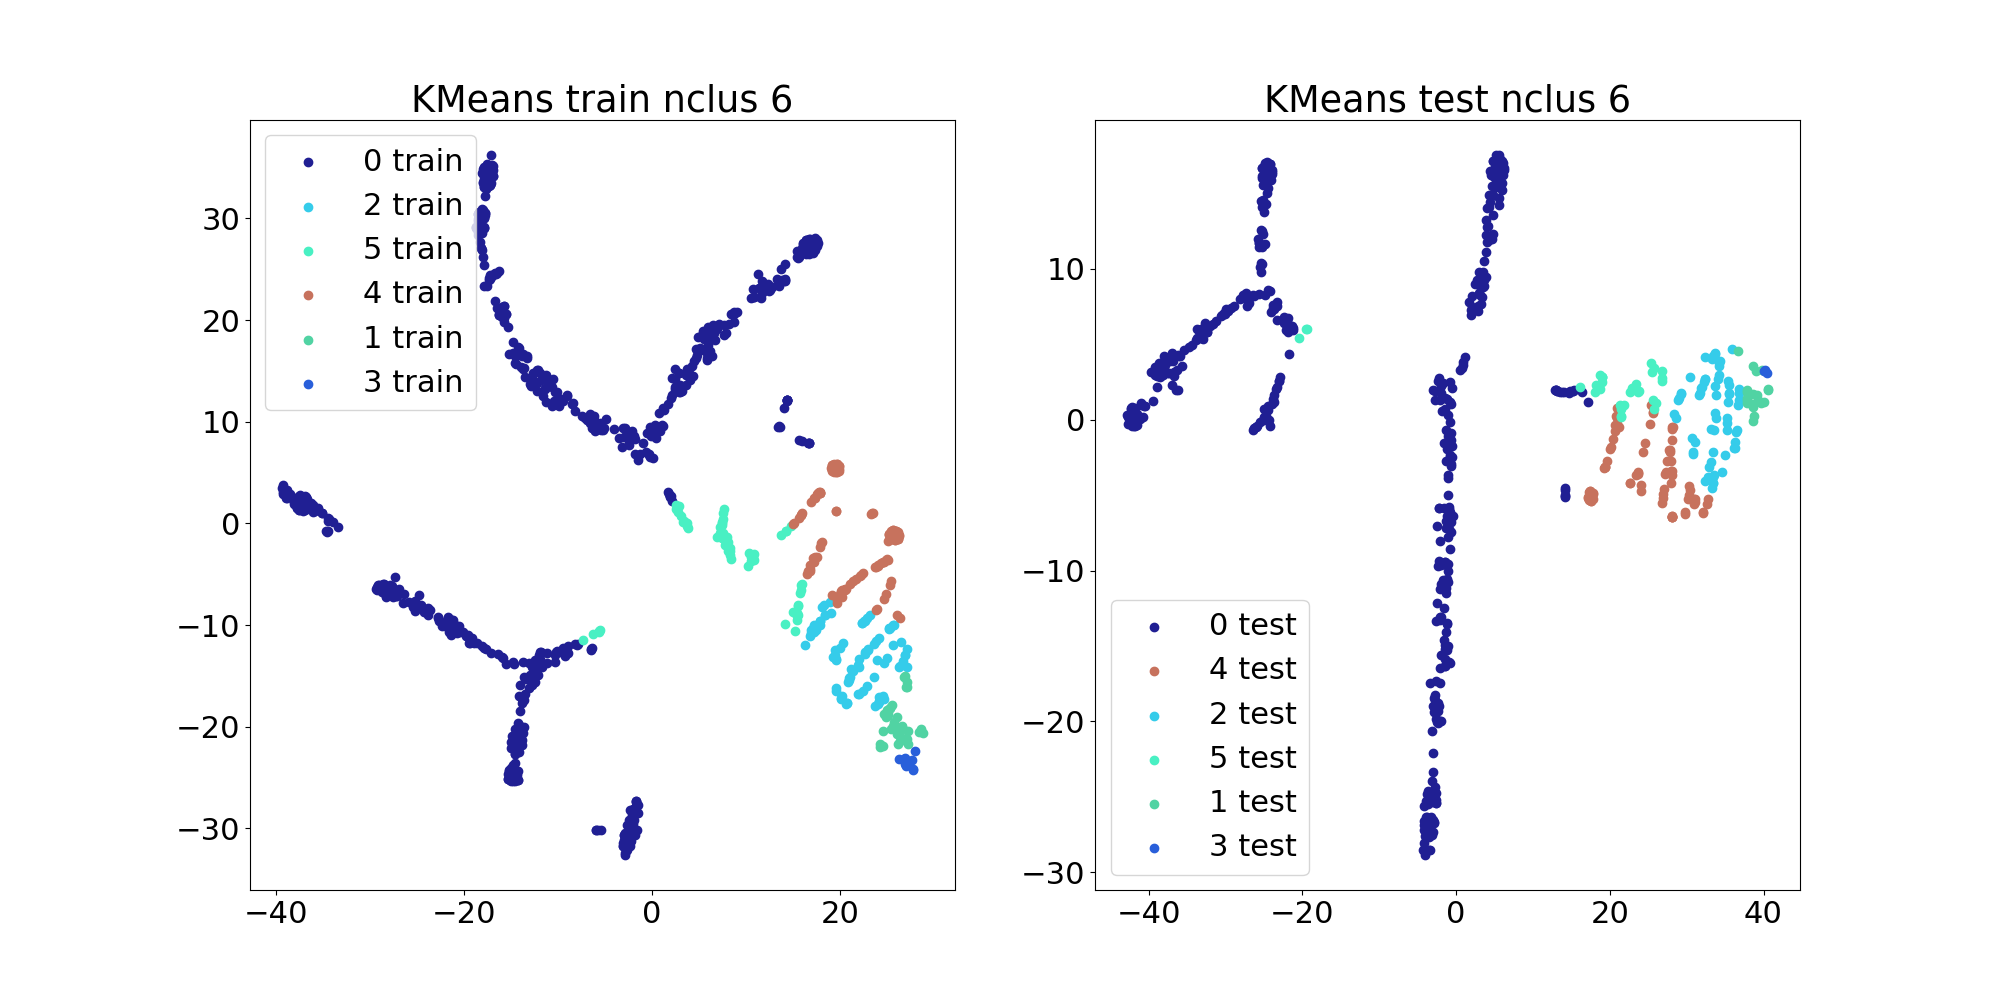 KMeans train nclus 6
0 train
2 train
5 train
4 train
1 train
3 train
30
20
10
0
−10
−20
−30
−40
−20
0
20
KMeans test nclus 6
10
0
−10
−20
−30
0 test
4 test
2 test
5 test
1 test
3 test
−40
−20
0
20
40